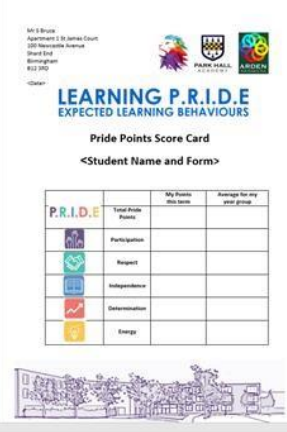 Mr S Bruce
Apartment 1 St James Court
100 Newcastle Avenue
Shard End
Birmingham
B12 3RD
<Date>
PARK HALL
ACADEMY
ARDEN
LEARNING P.R.I.D.E
EXPECTED LEARNING BEHAVIOURS
Pride Points Score Card
<Student Name and Form>
My Points this term
Average for my year group
P.R.I.D.E
Total Pride Points
Participation
Respect
Independence
Determination
Energy